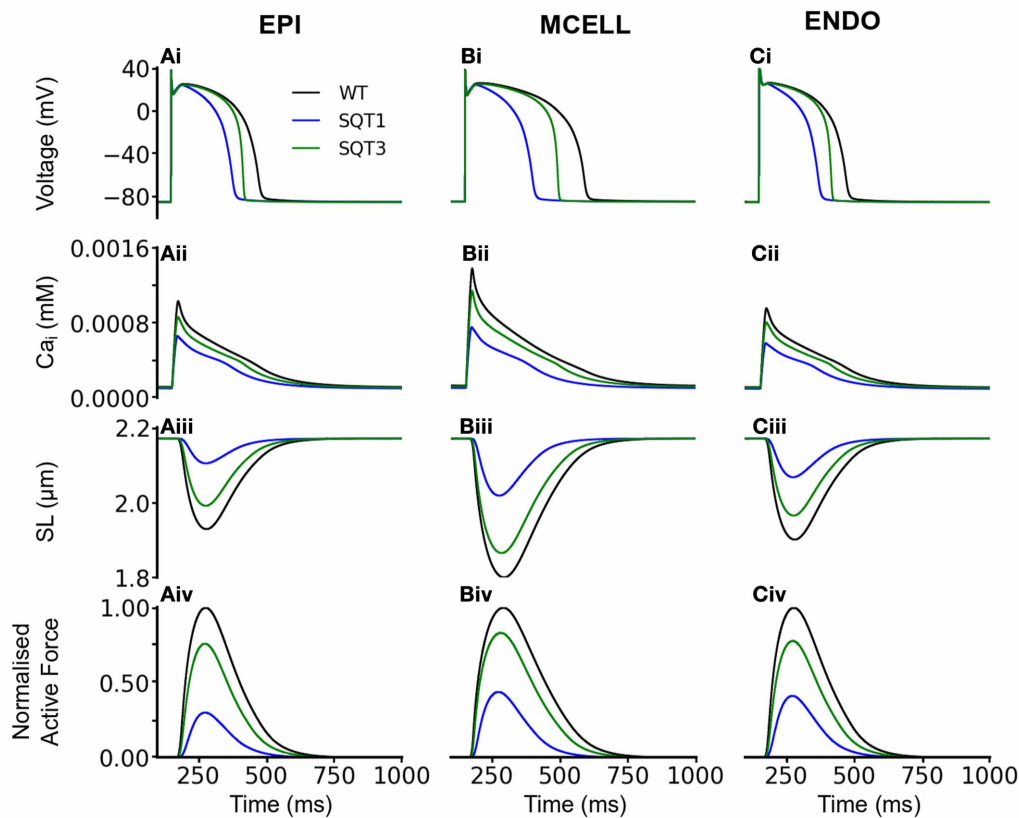 EPI MCELL ENDO
Ai Bi Ci
40
0
−40
−80
Voltage (mV)
WT
SQT1
SQT3
Aii Bii Cii
0.0016
0.0008
0.0000
Cai (mM)
Aiii Biii Ciii
2.2
2.0
1.8
SL (μm)
Aiv Biv Civ
1.00
0.50
0.00
Normalised
Active Force
250 500 750 1000 250 500 750 1000 250 500 750 1000
Time (ms) Time (ms) Time (ms)